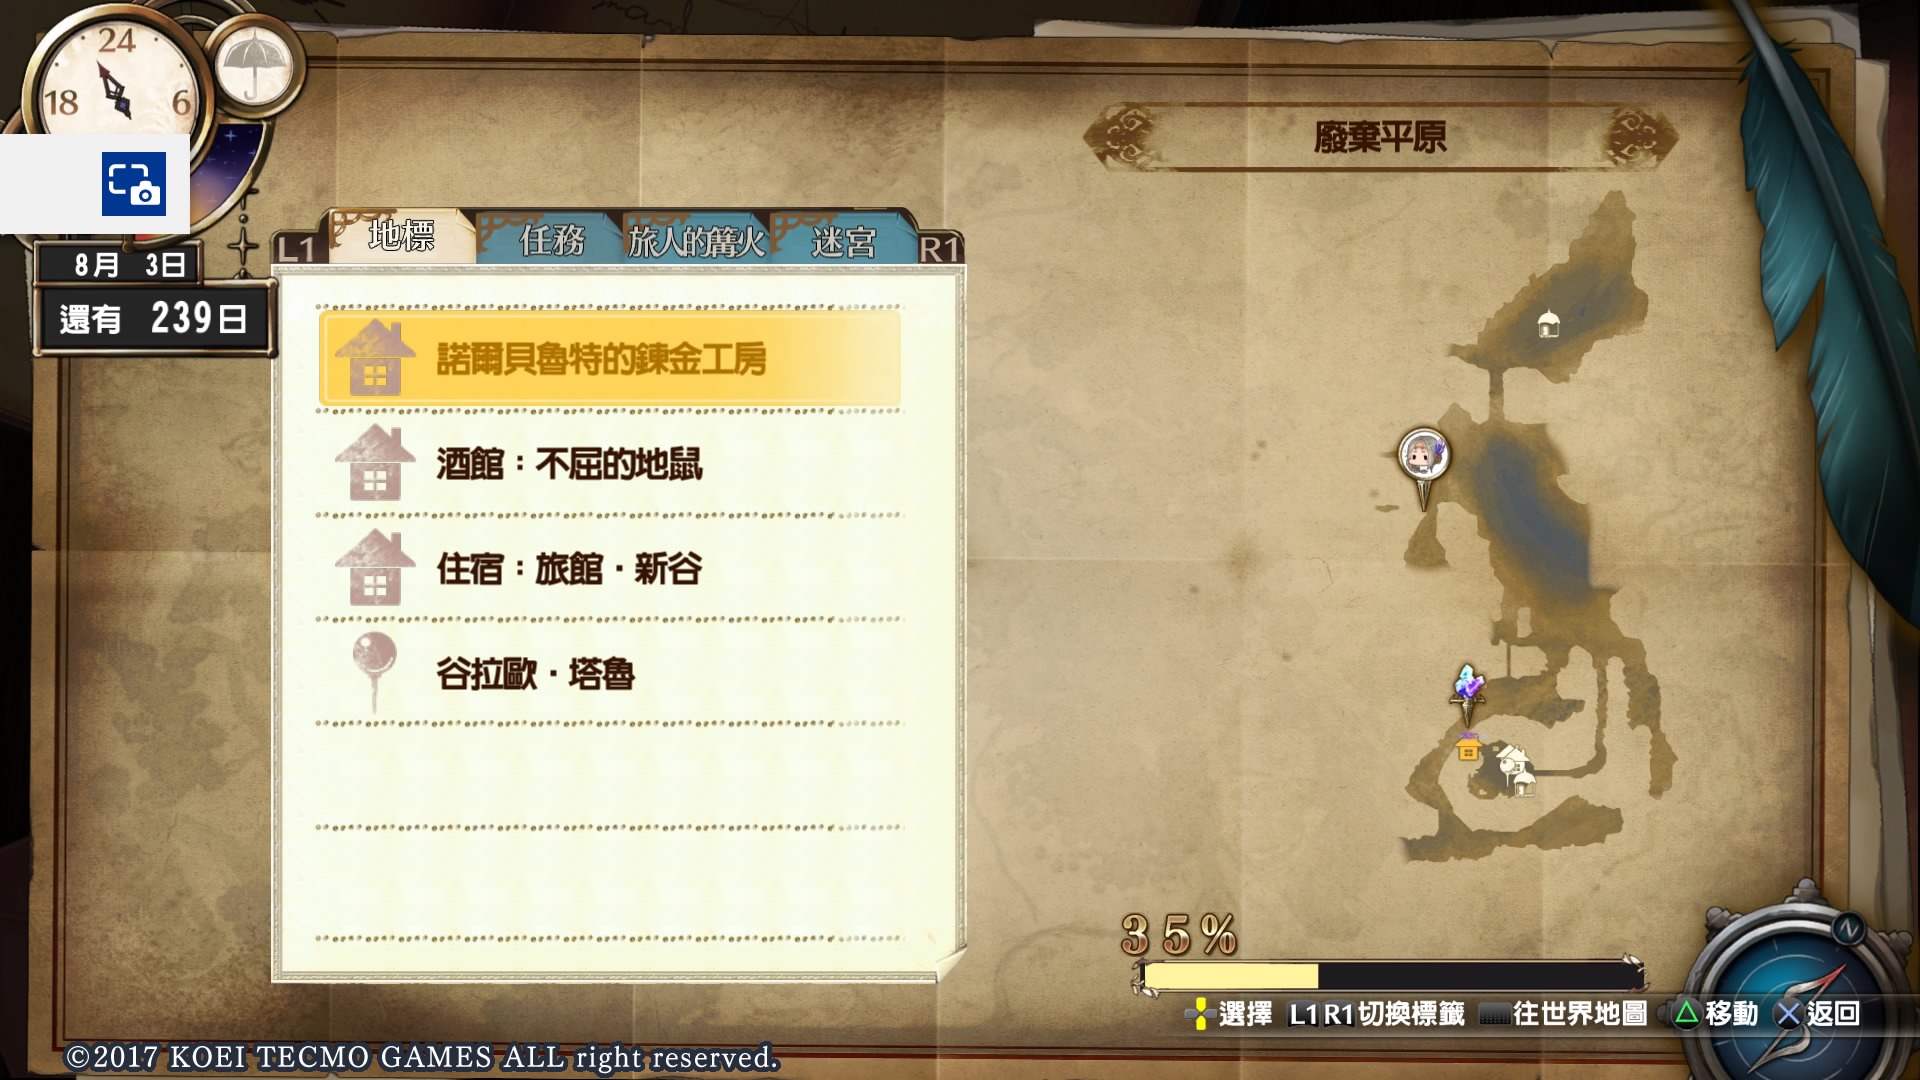 24
18
6
8月 3日
還有 239日
L1
地標
任務
旅人的篝火
迷宮
R1
諾爾貝魯特的鍊金工房
酒館：不屈的地鼠
住宿：旅館·新谷
谷拉歐·塔魯
廢棄平原
35%
N
選擇 L1 R1 切換標籤 往世界地圖 移動 返回
©2017 KOEI TECMO GAMES ALL right reserved.